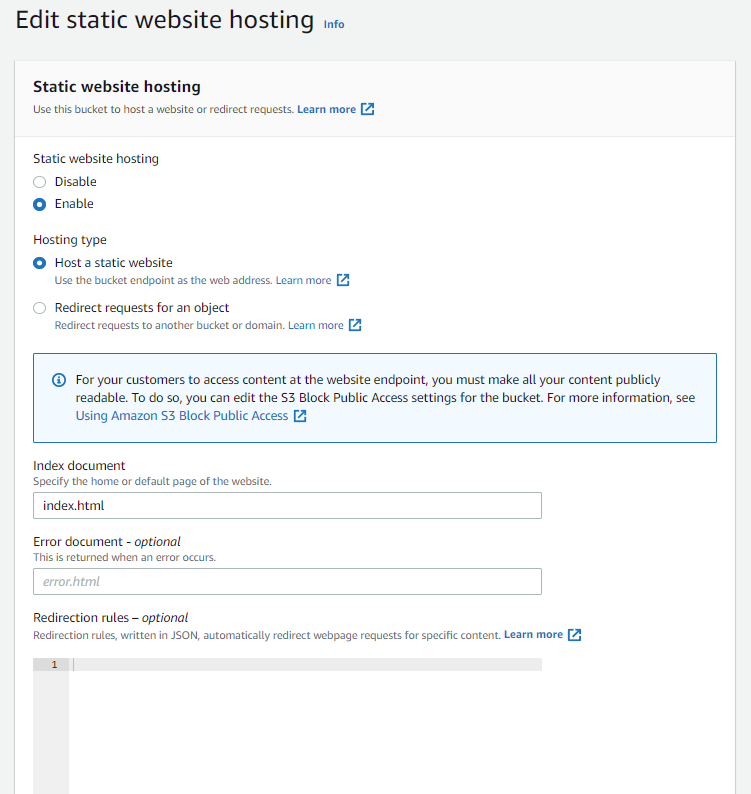 Edit static website hosting Info
Static website hosting
Use this bucket to host a website or redirect requests. Learn more
Static website hosting
Disable
Enable
Hosting type
Host a static website
Use the bucket endpoint as the web address. Learn more
Redirect requests for an object
Redirect requests to another bucket or domain. Learn more
For your customers to access content at the website endpoint, you must make all your content publicly
readable. To do so, you can edit the S3 Block Public Access settings for the bucket. For more information, see
Using Amazon S3 Block Public Access
Index document
Specify the home or default page of the website.
index.html
Error document - optional
This is returned when an error occurs.
error.html
Redirection rules – optional
Redirection rules, written in JSON, automatically redirect webpage requests for specific content. Learn more
1